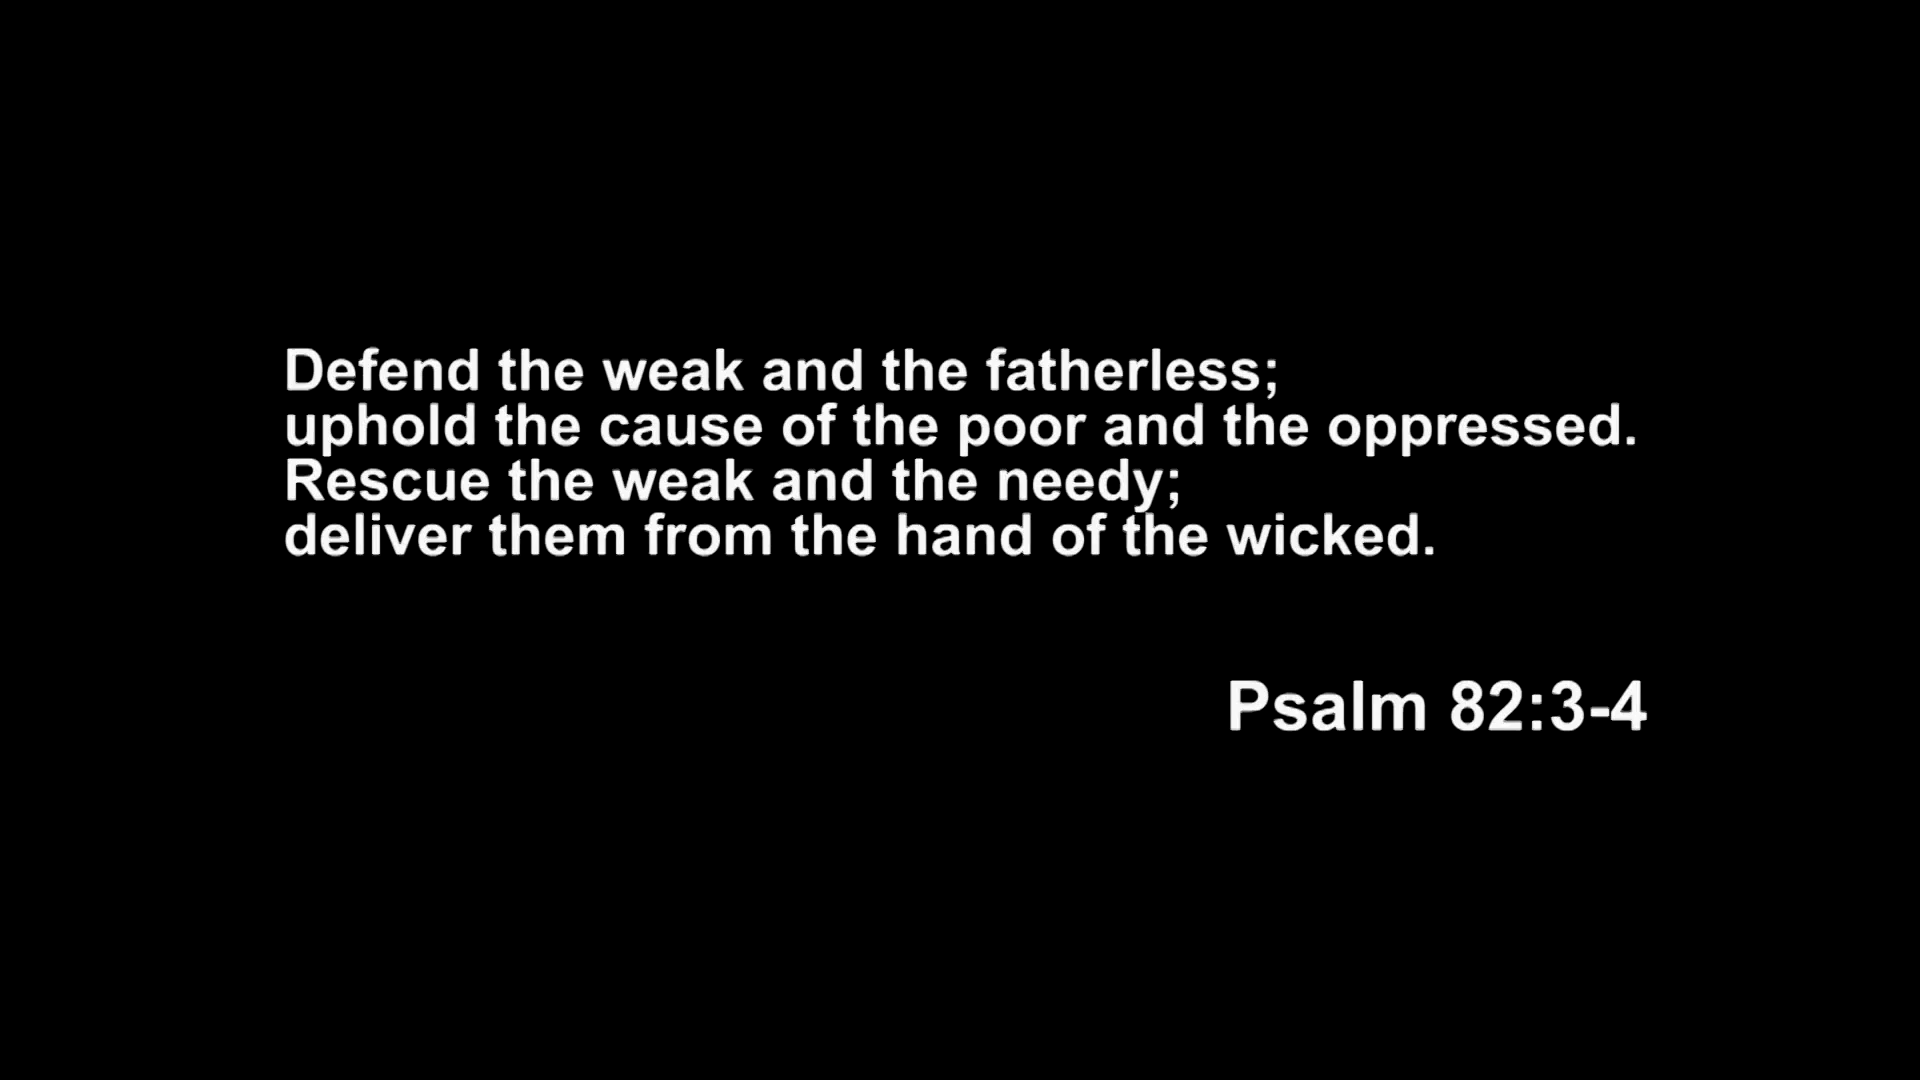 Defend the weak and the fatherless;
uphold the cause of the poor and the oppressed.
Rescue the weak and the needy;
deliver them from the hand of the wicked.
Psalm 82:3-4